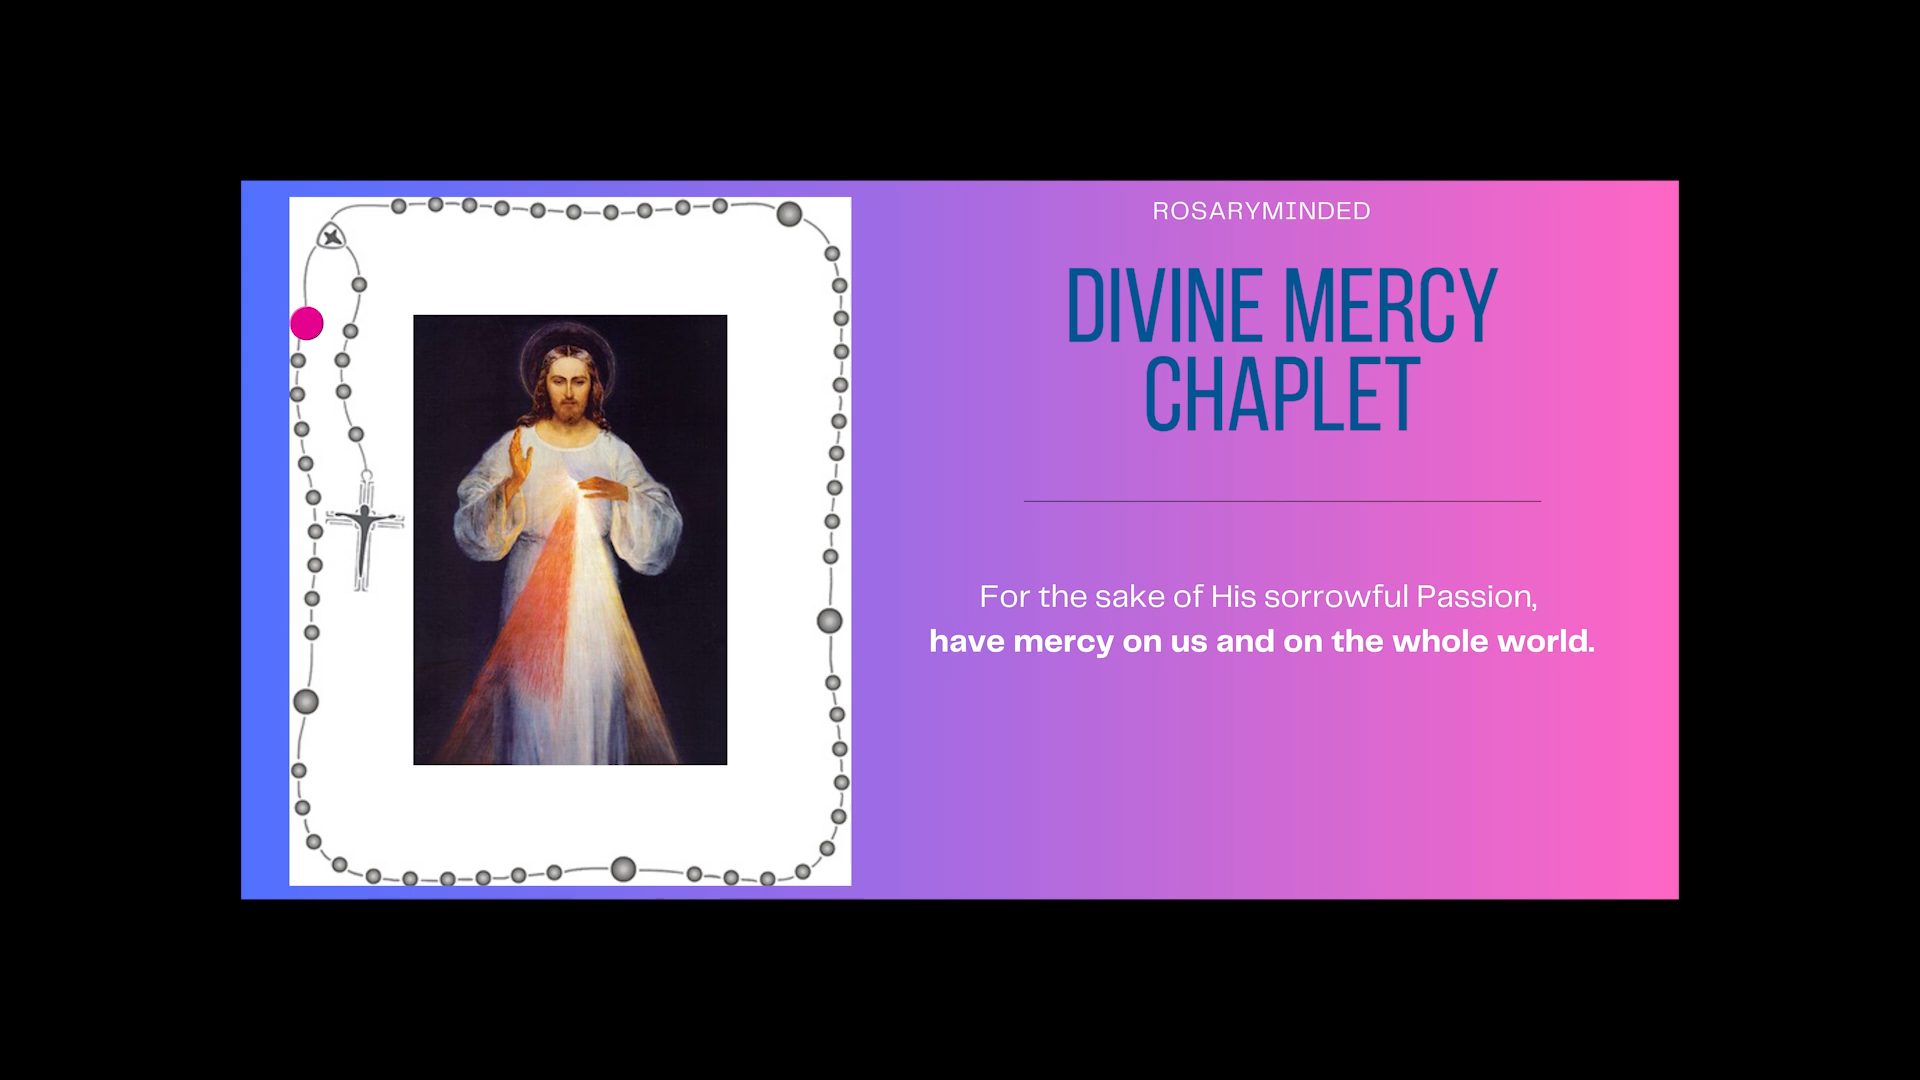 ROSARYMINDED
DIVINE MERCY
CHAPLET
For the sake of His sorrowful Passion,
have mercy on us and on the whole world.